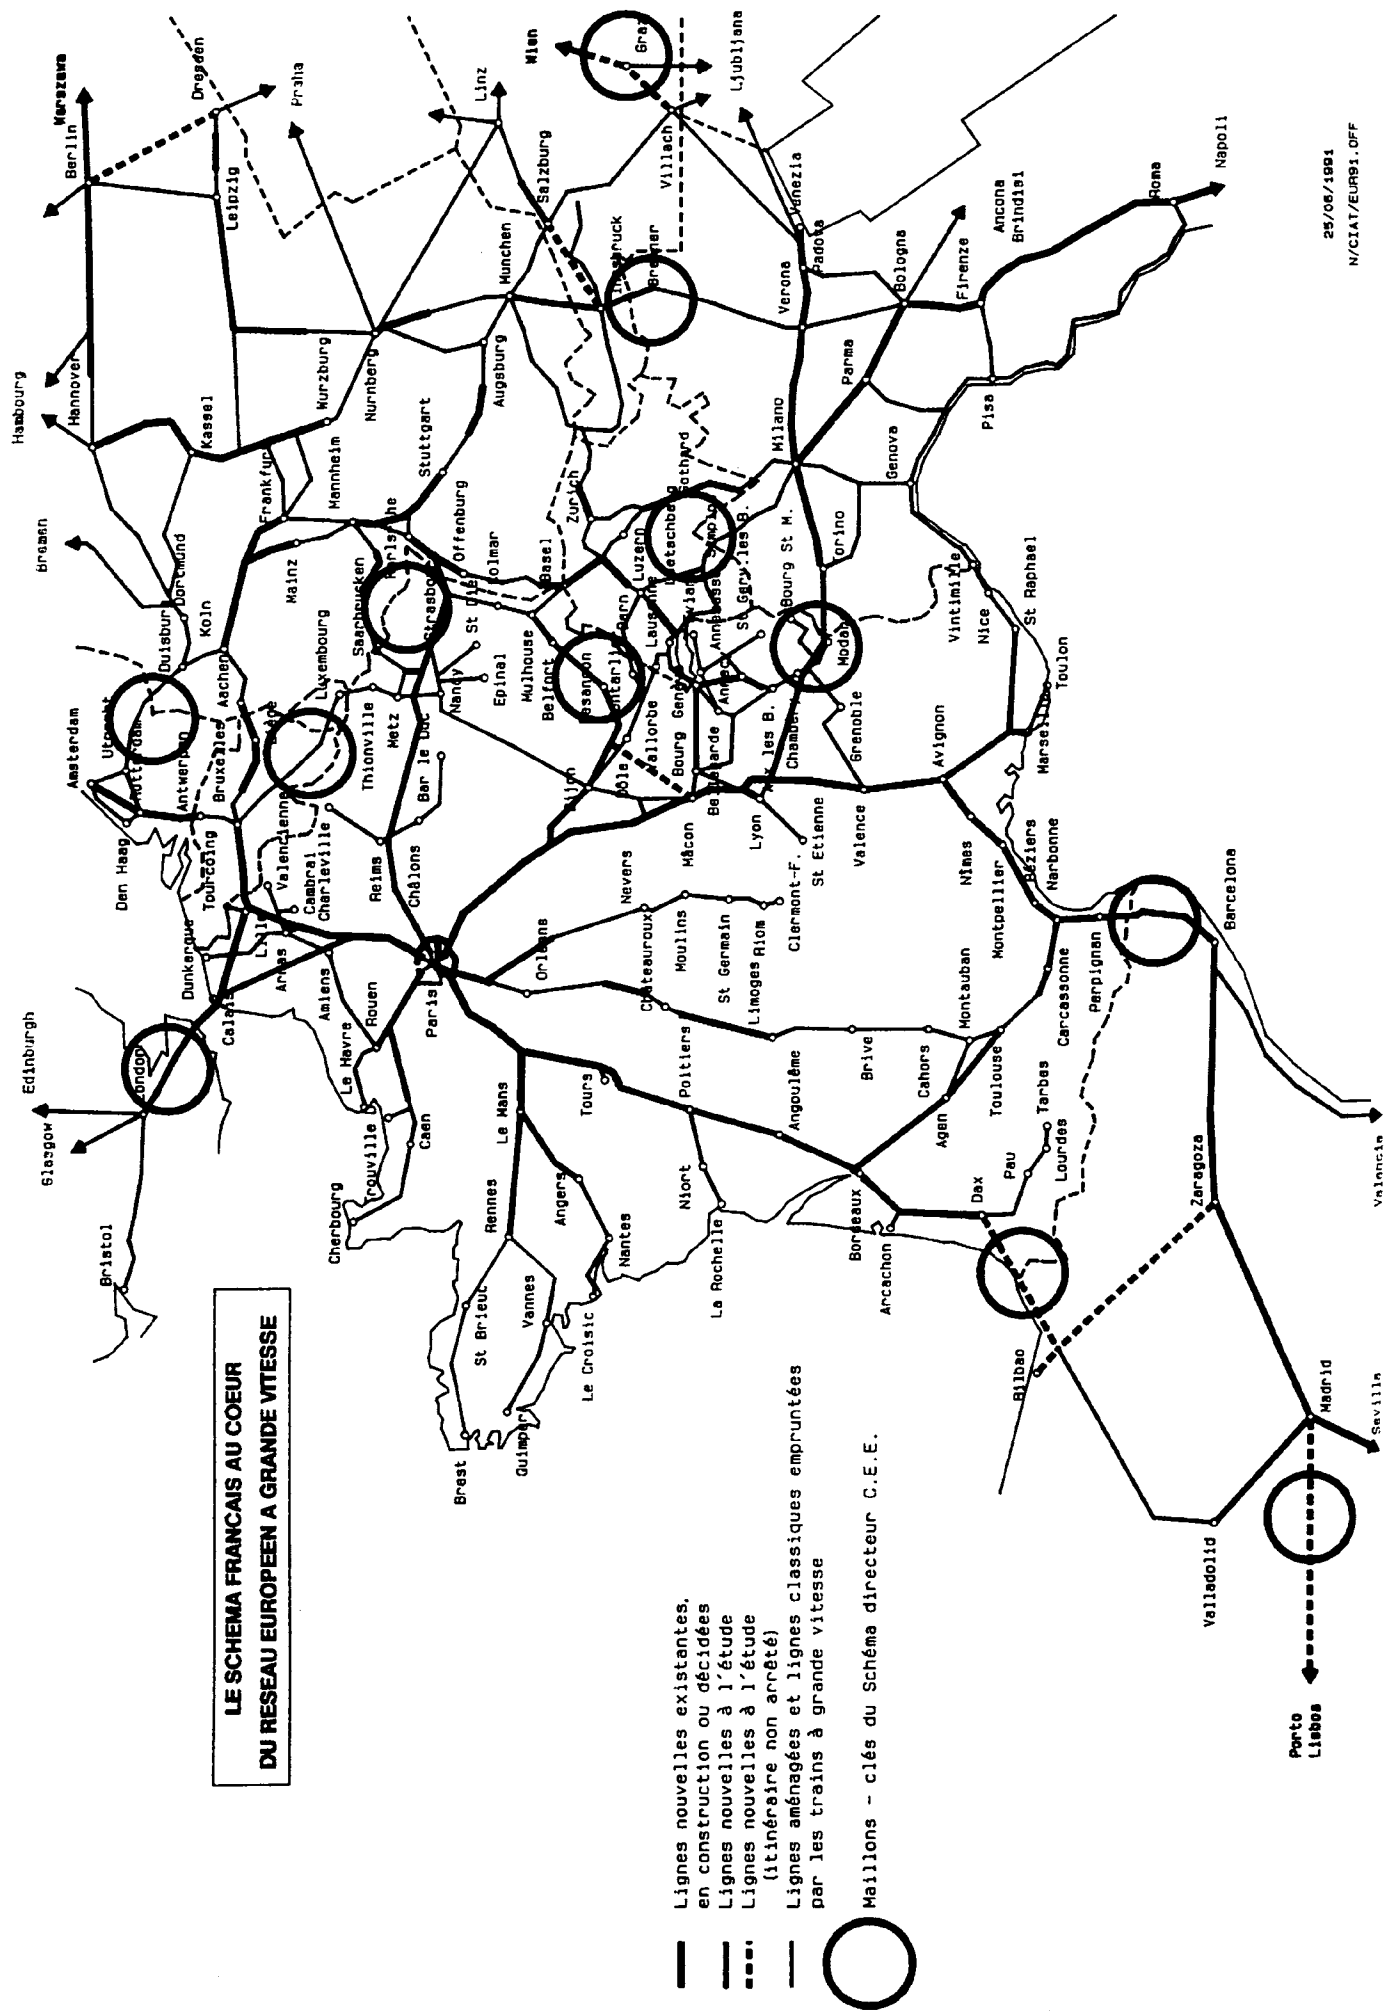 LE SCHEMA FRANCAIS AU COEUR
DU RESEAU EUROPEEN A GRANDE VITESSE
Lignes nouvelles existantes,
en construction ou décidées
Lignes nouvelles à l'étude
Lignes nouvelles à l'étude
(itinéraire non arrêté)
Lignes aménagées et lignes classiques empruntées
par les trains à grande vitesse
Maillons - clés du Schéma directeur C.E.E.
Glasgow
Edinburgh
Bristol
London
Amsterdam
Utrecht
Den Haag
Rotterdam
Antwerpen
Bruxelles
Tourcoing
Dunkerque
Calais
Lille
Valencienne
Cambrai
Charleville
Arras
Amiens
Rouen
Le Havre
Trouville
Caen
Cherbourg
Paris
Reims
Châlons
Bar le Duc
Metz
Thionville
Luxembourg
Liège
Aachen
Köln
Duisburg
Dortmund
Bremen
Hambourg
Hannover
Berlin
Warszawa
Dresden
Leipzig
Praha
Kassel
Frankfur
Wurzburg
Nurnberg
Mainz
Mannheim
Saarbrucken
Karlsruhe
Stuttgart
Augsburg
Munchen
Salzburg
Linz
Wien
Graz
Villach
Ljubljana
Innsbruck
Brenner
Strasbourg
Offenburg
Kolmar
St Dié
Nancy
Epinal
Mulhouse
Belfort
Basel
Zurich
Luzern
Bern
Lausanne
Loetschberg
Gothard
Simplon
Besançon
Pontarlier
Vallorbe
Dijon
Dôle
Bourg
Genève
Evian
Annemasse
St Gervais les B.
Bourg St M.
Annecy
Bellegarde
Aix les B.
Chambéry
Modane
Mâcon
Lyon
St Etienne
Grenoble
Valence
Avignon
Orléans
Nevers
Moulins
St Germain
Riom
Clermont-F.
Châteauroux
Limoges
Brive
Cahors
Montauban
Toulouse
Agen
Poitiers
Angoulême
Tours
Le Mans
Rennes
Angers
Nantes
St Brieuc
Vannes
Brest
Quimper
Le Croisic
Niort
La Rochelle
Bordeaux
Arcachon
Dax
Pau
Lourdes
Tarbes
Carcassonne
Narbonne
Béziers
Montpellier
Nîmes
Parpignan
Marseille
Toulon
St Raphael
Nice
Vintimille
Torino
Milano
Genova
Parma
Verona
Padova
Venezia
Bologna
Firenze
Pisa
Ancona
Brindisi
Roma
Napoli
Barcelona
Valencia
Zaragoza
Bilbao
Valladolid
Madrid
Sevilla
Porto
Lisboa
25/06/1991
N/CIAT/EUR91.OFF